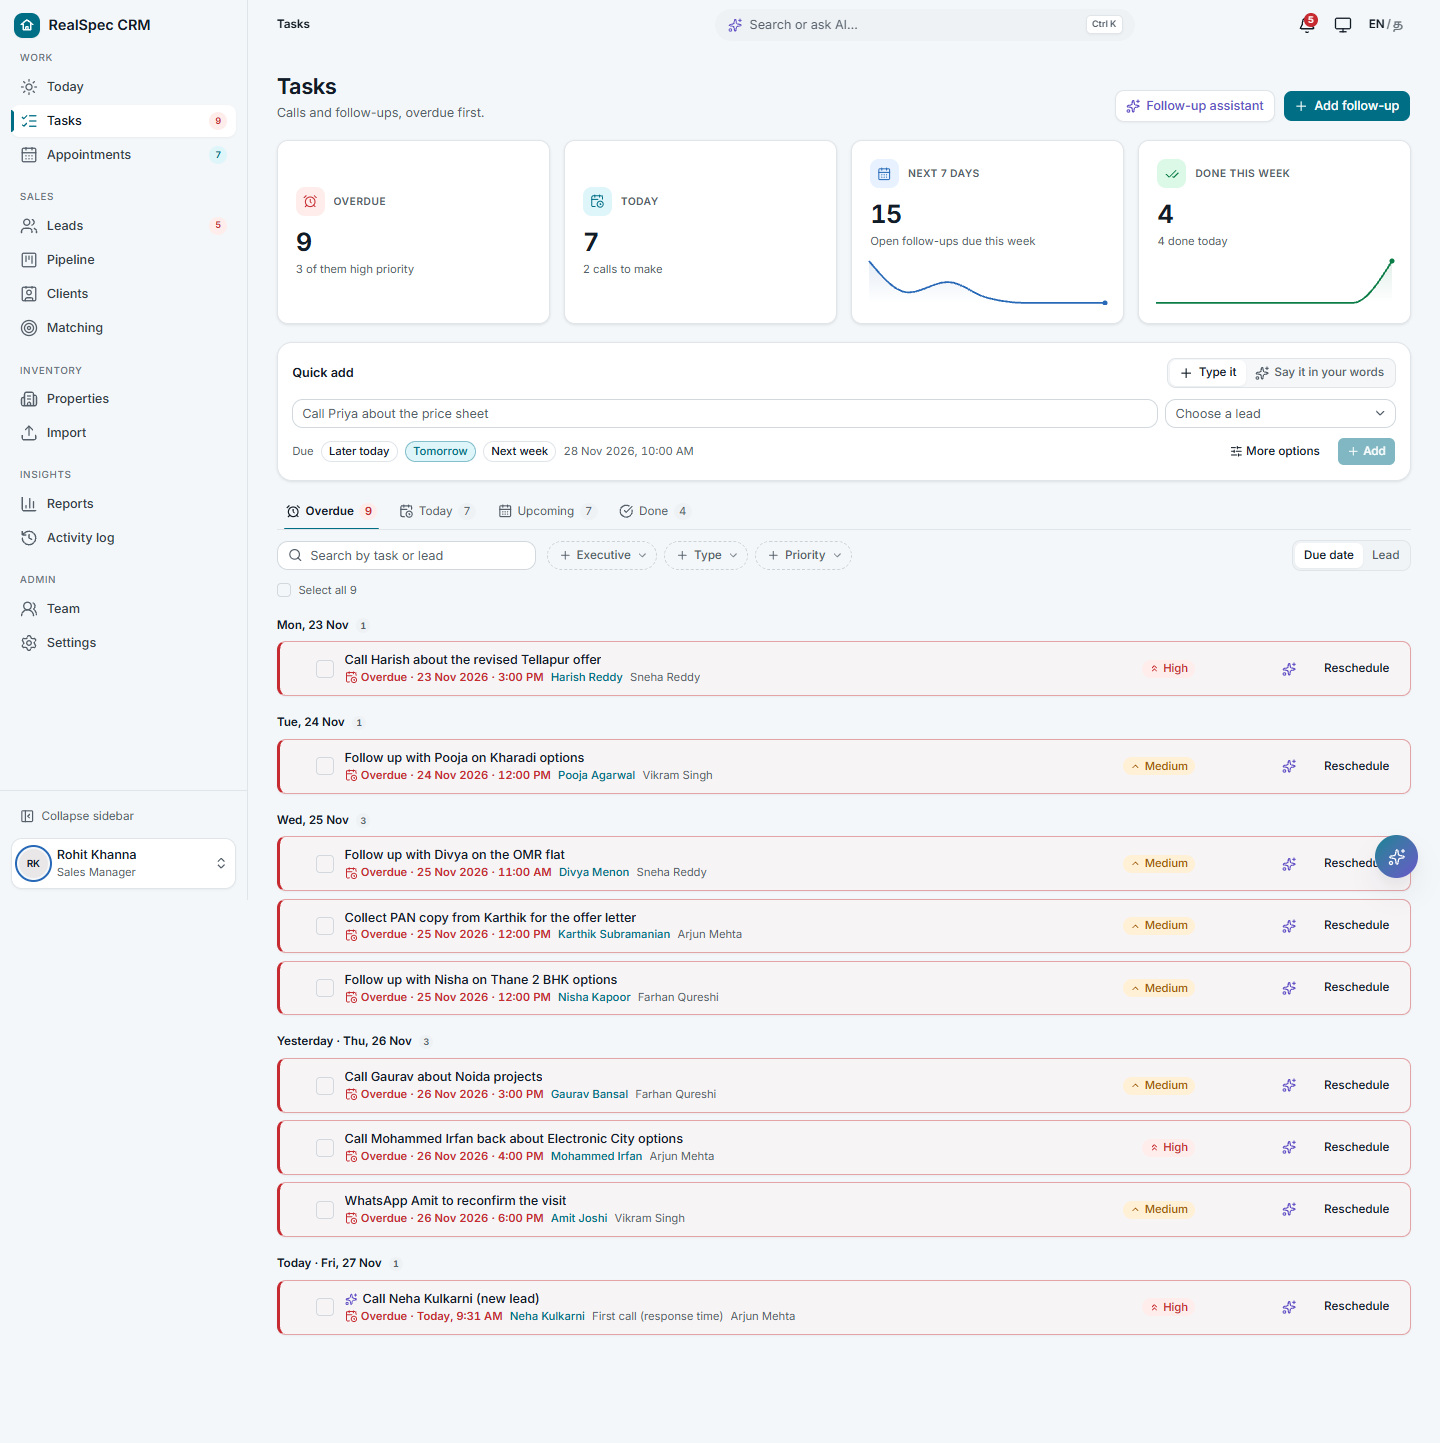 RealSpec CRM
WORK
Today
Tasks 9
Appointments 7
SALES
Leads 5
Pipeline
Clients
Matching
INVENTORY
Properties
Import
INSIGHTS
Reports
Activity log
ADMIN
Team
Settings
Collapse sidebar
RK
Rohit Khanna
Sales Manager
Tasks
Search or ask AI... Ctrl K
5
EN / த
Tasks
Calls and follow-ups, overdue first.
Follow-up assistant
Add follow-up
OVERDUE
9
3 of them high priority
TODAY
7
2 calls to make
NEXT 7 DAYS
15
Open follow-ups due this week
DONE THIS WEEK
4
4 done today
Quick add
Type it Say it in your words
Call Priya about the price sheet
Choose a lead
Due Later today Tomorrow Next week 28 Nov 2026, 10:00 AM
More options
Add
Overdue 9 Today 7 Upcoming 7 Done 4
Search by task or lead
Executive Type Priority
Due date Lead
Select all 9
Mon, 23 Nov 1
Call Harish about the revised Tellapur offer
Overdue · 23 Nov 2026 · 3:00 PM Harish Reddy Sneha Reddy
High Reschedule
Tue, 24 Nov 1
Follow up with Pooja on Kharadi options
Overdue · 24 Nov 2026 · 12:00 PM Pooja Agarwal Vikram Singh
Medium Reschedule
Wed, 25 Nov 3
Follow up with Divya on the OMR flat
Overdue · 25 Nov 2026 · 11:00 AM Divya Menon Sneha Reddy
Medium Reschedu
Collect PAN copy from Karthik for the offer letter
Overdue · 25 Nov 2026 · 12:00 PM Karthik Subramanian Arjun Mehta
Medium Reschedule
Follow up with Nisha on Thane 2 BHK options
Overdue · 25 Nov 2026 · 12:00 PM Nisha Kapoor Farhan Qureshi
Medium Reschedule
Yesterday · Thu, 26 Nov 3
Call Gaurav about Noida projects
Overdue · 26 Nov 2026 · 3:00 PM Gaurav Bansal Farhan Qureshi
Medium Reschedule
Call Mohammed Irfan back about Electronic City options
Overdue · 26 Nov 2026 · 4:00 PM Mohammed Irfan Arjun Mehta
High Reschedule
WhatsApp Amit to reconfirm the visit
Overdue · 26 Nov 2026 · 6:00 PM Amit Joshi Vikram Singh
Medium Reschedule
Today · Fri, 27 Nov 1
Call Neha Kulkarni (new lead)
Overdue · Today, 9:31 AM Neha Kulkarni First call (response time) Arjun Mehta
High Reschedule